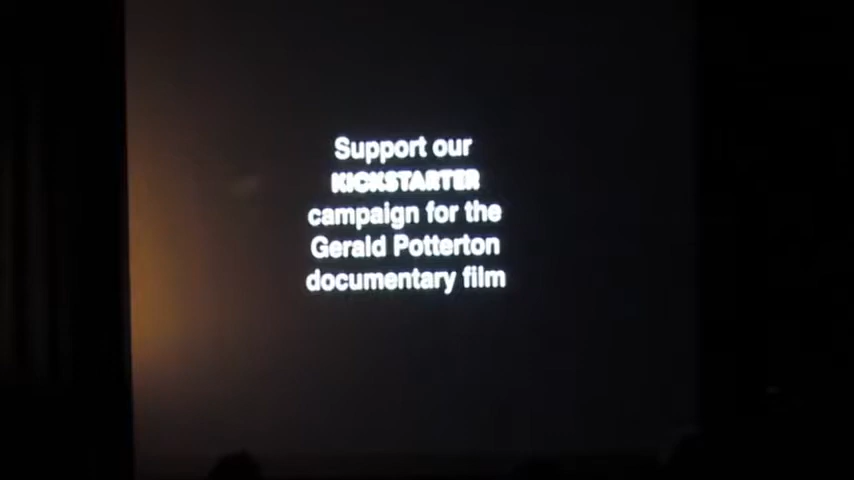 Support our
KICKSTARTER
campaign for the
Gerald Potterton
documentary film